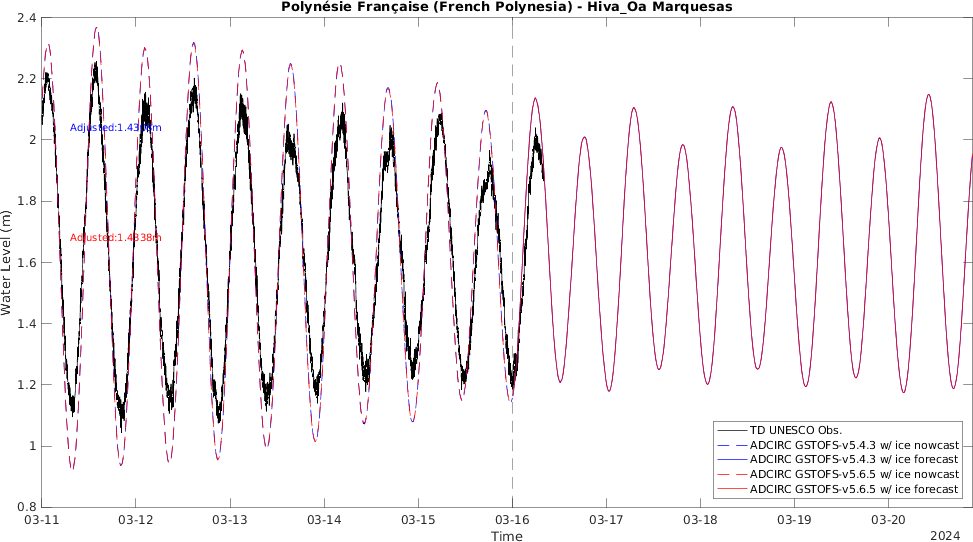 Polynésie Française (French Polynesia) - Hiva_Oa Marquesas
2.4
2.2
2
1.8
1.6
1.4
1.2
1
0.8
Water Level (m)
Adjusted:1.4338m
TD UNESCO Obs.
ADCIRC GSTOFS-v5.4.3 w/ ice nowcast
ADCIRC GSTOFS-v5.4.3 w/ ice forecast
ADCIRC GSTOFS-v5.6.5 w/ ice nowcast
ADCIRC GSTOFS-v5.6.5 w/ ice forecast
03-11 03-12 03-13 03-14 03-15 03-16 03-17 03-18 03-19 03-20
Time
2024